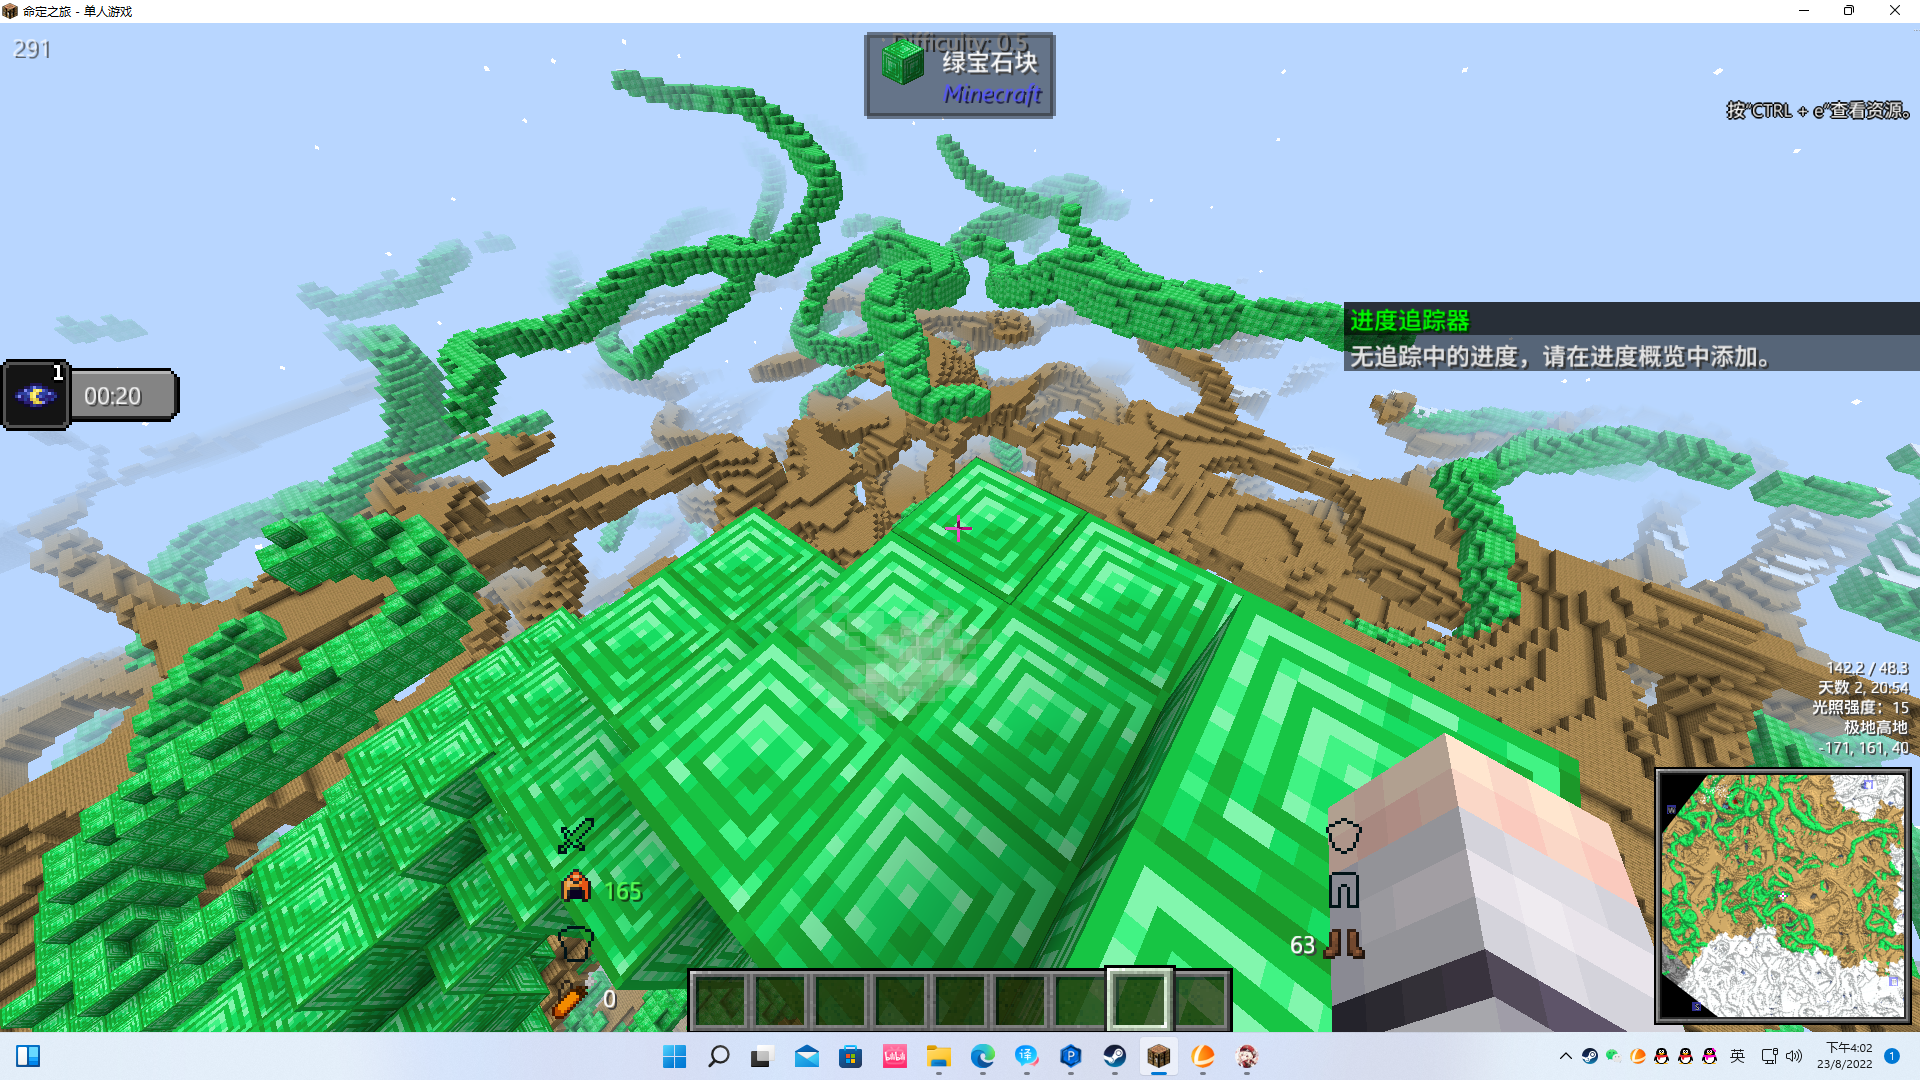 命定之旅 - 单人游戏
291
Difficulty: 0.5
绿宝石块
Minecraft
按"CTRL + e"查看资源。
进度追踪器
无追踪中的进度，请在进度概览中添加。
1
00:20
142.2 / 48.3
天数 2, 20:54
光照强度： 15
极地高地
-171, 161, 40
165
63
0
英
下午4:02
23/8/2022
1